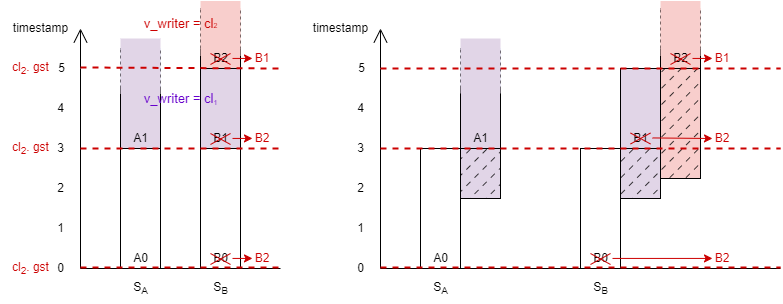 timestamp
v_writer = cl₂
cl₂. gst 5 B2 B1
4 v_writer = cl₁
cl₂. gst 3 A1 B1 B2
2
1
cl₂. gst 0 A0 B0 B2
S_A S_B
timestamp
5 B2 B1
4
3 A1 B1 B2
2
1
0 A0 B0 B2
S_A S_B